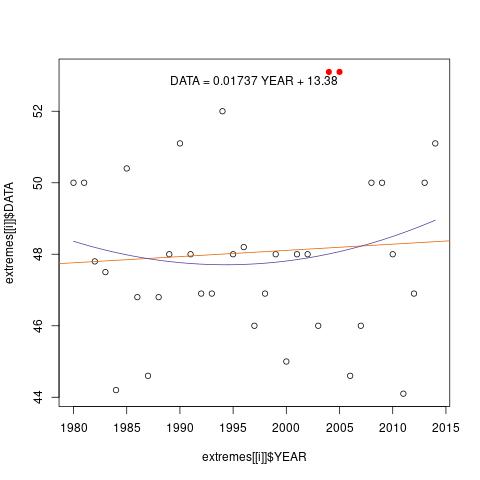 DATA = 0.01737 YEAR + 13.38
52
50
48
46
44
extremes[[i]]$DATA
1980 1985 1990 1995 2000 2005 2010 2015
extremes[[i]]$YEAR